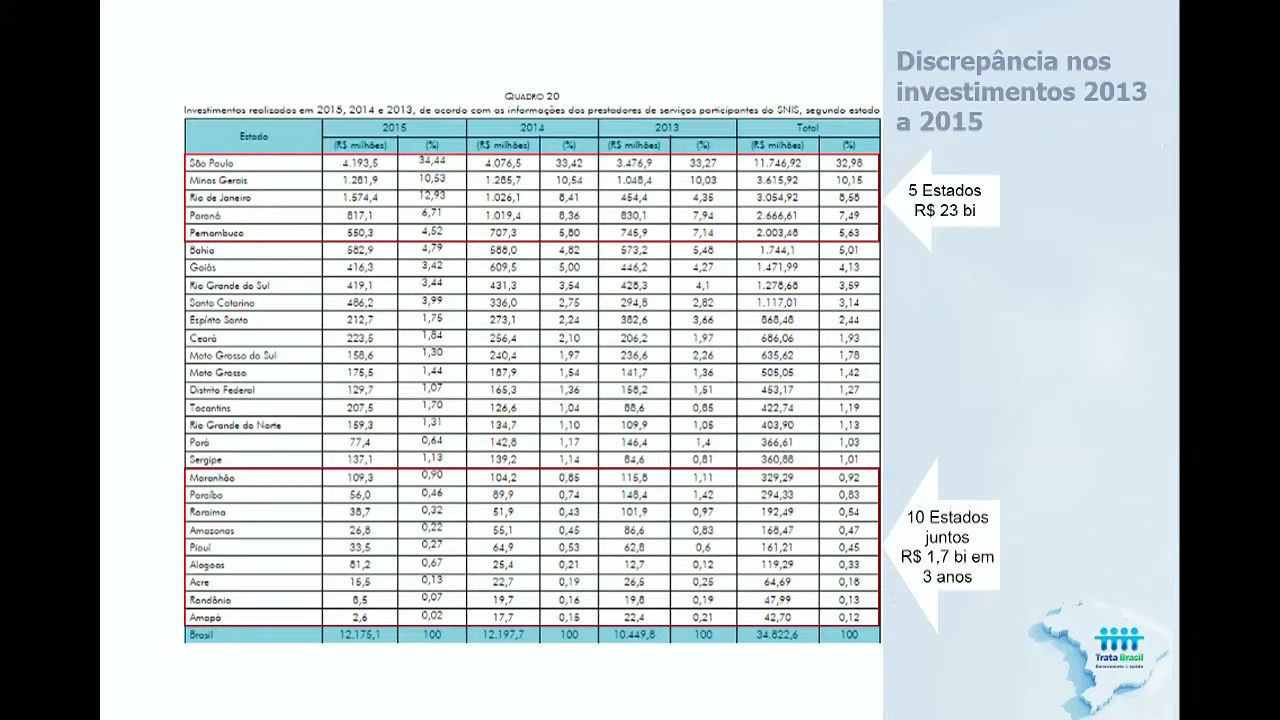 Discrepância nos
investimentos 2013
a 2015
QUADRO 20
Investimentos realizados em 2015, 2014 e 2013, de acordo com as informações dos prestadores de serviços participantes do SNIS, segundo estado
Estado 2015 2014 2013 Total
(R$ milhões) (%) (R$ milhões) (%) (R$ milhões) (%) (R$ milhões) (%)
São Paulo 4.193,5 34,44 4.076,5 33,42 3.476,9 33,27 11.746,92 32,98
Minas Gerais 1.281,9 10,53 1.285,7 10,54 1.048,4 10,03 3.615,92 10,15
Rio de Janeiro 1.574,4 12,93 1.026,1 8,41 454,4 4,35 3.054,92 8,58
Paraná 817,1 6,71 1.019,4 8,36 830,1 7,94 2.666,61 7,49
Pernambuco 550,3 4,52 707,3 5,80 745,9 7,14 2.003,48 5,63
Bahia 582,9 4,79 588,0 4,82 573,2 5,48 1.744,1 5,01
Goiás 416,3 3,42 609,5 5,00 446,2 4,27 1.471,99 4,13
Rio Grande do Sul 419,1 3,44 431,3 3,54 428,3 4,1 1.278,68 3,59
Santa Catarina 486,2 3,99 336,0 2,75 294,8 2,82 1.117,01 3,14
Espírito Santo 212,7 1,75 273,1 2,24 382,6 3,66 868,48 2,44
Ceará 223,5 1,84 256,4 2,10 206,2 1,97 686,06 1,93
Mato Grosso do Sul 158,6 1,30 240,4 1,97 236,6 2,26 635,62 1,78
Mato Grosso 175,5 1,44 187,9 1,54 141,7 1,36 505,05 1,42
Distrito Federal 129,7 1,07 165,3 1,36 158,2 1,51 453,17 1,27
Tocantins 207,5 1,70 126,6 1,04 88,6 0,85 422,74 1,19
Rio Grande do Norte 159,3 1,31 134,7 1,10 109,9 1,05 403,90 1,13
Pará 77,4 0,64 142,8 1,17 146,4 1,4 366,61 1,03
Sergipe 137,1 1,13 139,2 1,14 84,6 0,81 360,88 1,01
Maranhão 109,3 0,90 104,2 0,85 115,8 1,11 329,29 0,92
Paraíba 56,0 0,46 89,9 0,74 148,4 1,42 294,33 0,83
Roraima 38,7 0,32 51,9 0,43 101,9 0,97 192,49 0,54
Amazonas 26,8 0,22 55,1 0,45 86,6 0,83 168,47 0,47
Piauí 33,5 0,27 64,9 0,53 62,8 0,6 161,21 0,45
Alagoas 81,2 0,67 25,4 0,21 12,7 0,12 119,29 0,33
Acre 15,5 0,13 22,7 0,19 26,5 0,25 64,69 0,18
Rondônia 8,5 0,07 19,7 0,16 19,8 0,19 47,99 0,13
Amapá 2,6 0,02 17,7 0,15 22,4 0,21 42,70 0,12
Brasil 12.175,1 100 12.197,7 100 10.449,8 100 34.822,6 100
5 Estados
R$ 23 bi
10 Estados
juntos
R$ 1,7 bi em
3 anos
Trata Brasil
Saneamento é saúde